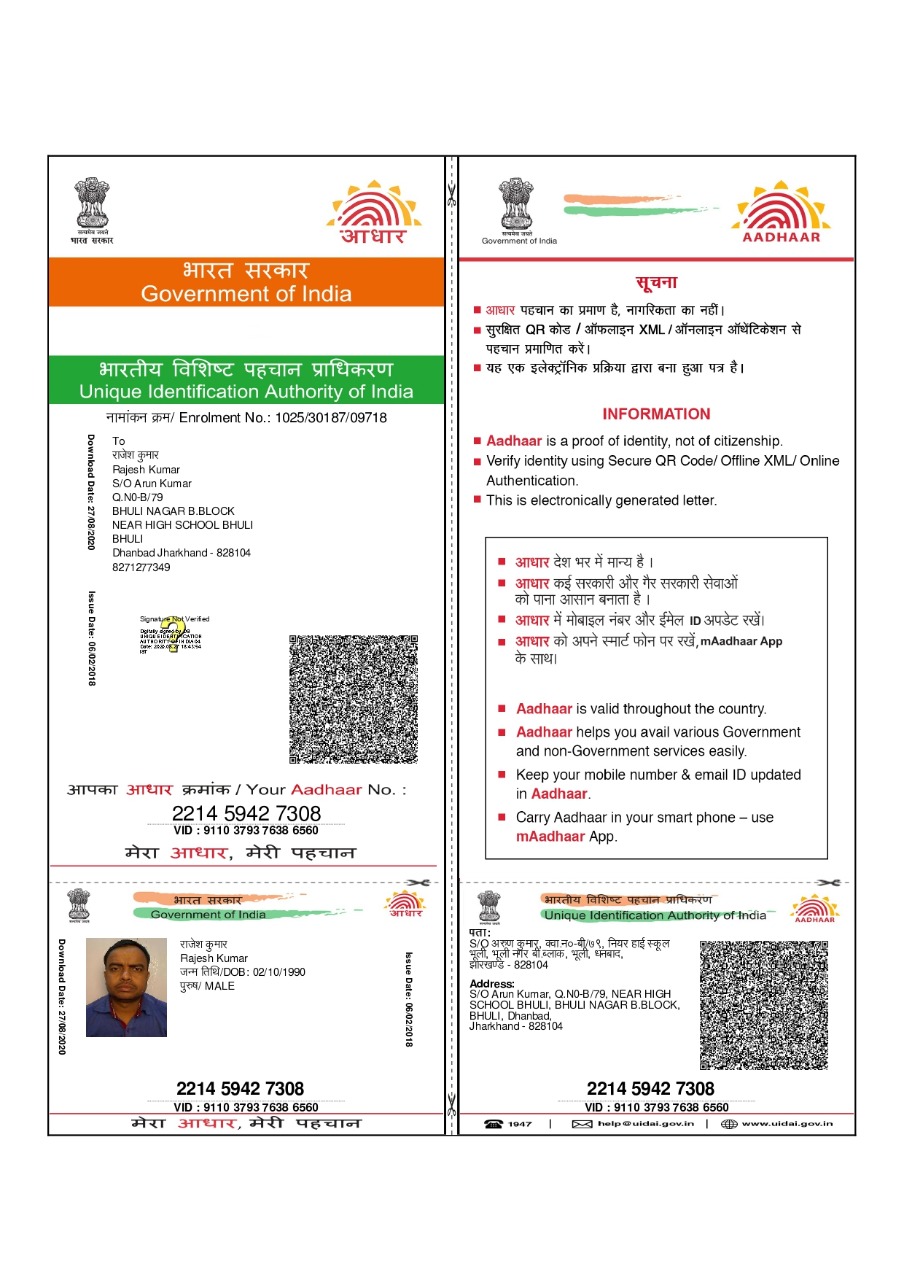 सत्यमेव जयते
भारत सरकार
आधार
भारत सरकार
Government of India
भारतीय विशिष्ट पहचान प्राधिकरण
Unique Identification Authority of India
नामांकन क्रम/ Enrolment No.: 1025/30187/09718
Download Date: 27/08/2020
To
राजेश कुमार
Rajesh Kumar
S/O Arun Kumar
Q.N0-B/79
BHULI NAGAR B.BLOCK
NEAR HIGH SCHOOL BHULI
BHULI
Dhanbad Jharkhand - 828104
8271277349
Issue Date: 06/02/2018
Signature Not Verified
Digitally signed by
UNIQUE IDENTIFICATION
AUTHORITY OF INDIA
IST
आपका आधार क्रमांक / Your Aadhaar No. :
2214 5942 7308
VID : 9110 3793 7638 6560
मेरा आधार, मेरी पहचान
भारत सरकार
Government of India
आधार
Download Date: 27/08/2020
राजेश कुमार
Rajesh Kumar
जन्म तिथि/DOB: 02/10/1990
पुरुष/ MALE
Issue Date: 06/02/2018
2214 5942 7308
VID : 9110 3793 7638 6560
मेरा आधार, मेरी पहचान
सत्यमेव जयते
Government of India
AADHAAR
सूचना
आधार पहचान का प्रमाण है, नागरिकता का नहीं।
सुरक्षित QR कोड / ऑफलाइन XML / ऑनलाइन ऑथेंटिकेशन से
पहचान प्रमाणित करें।
यह एक इलेक्ट्रॉनिक प्रक्रिया द्वारा बना हुआ पत्र है।
INFORMATION
Aadhaar is a proof of identity, not of citizenship.
Verify identity using Secure QR Code/ Offline XML/ Online
Authentication.
This is electronically generated letter.
आधार देश भर में मान्य है ।
आधार कई सरकारी और गैर सरकारी सेवाओं
को पाना आसान बनाता है ।
आधार में मोबाइल नंबर और ईमेल ID अपडेट रखें।
आधार को अपने स्मार्ट फोन पर रखें, mAadhaar App
के साथ।
Aadhaar is valid throughout the country.
Aadhaar helps you avail various Government
and non-Government services easily.
Keep your mobile number & email ID updated
in Aadhaar.
Carry Aadhaar in your smart phone – use
mAadhaar App.
भारतीय विशिष्ट पहचान प्राधिकरण
Unique Identification Authority of India
AADHAAR
पता:
S/O अरुण कुमार, क्वा.न०-बी/७९, नियर हाई स्कूल
भूली, भूली नगर बी.ब्लाक, भूली, धनबाद,
झारखण्ड - 828104
Address:
S/O Arun Kumar, Q.N0-B/79, NEAR HIGH
SCHOOL BHULI, BHULI NAGAR B.BLOCK,
BHULI, Dhanbad,
Jharkhand - 828104
2214 5942 7308
VID : 9110 3793 7638 6560
1947 | help@uidai.gov.in | www.uidai.gov.in